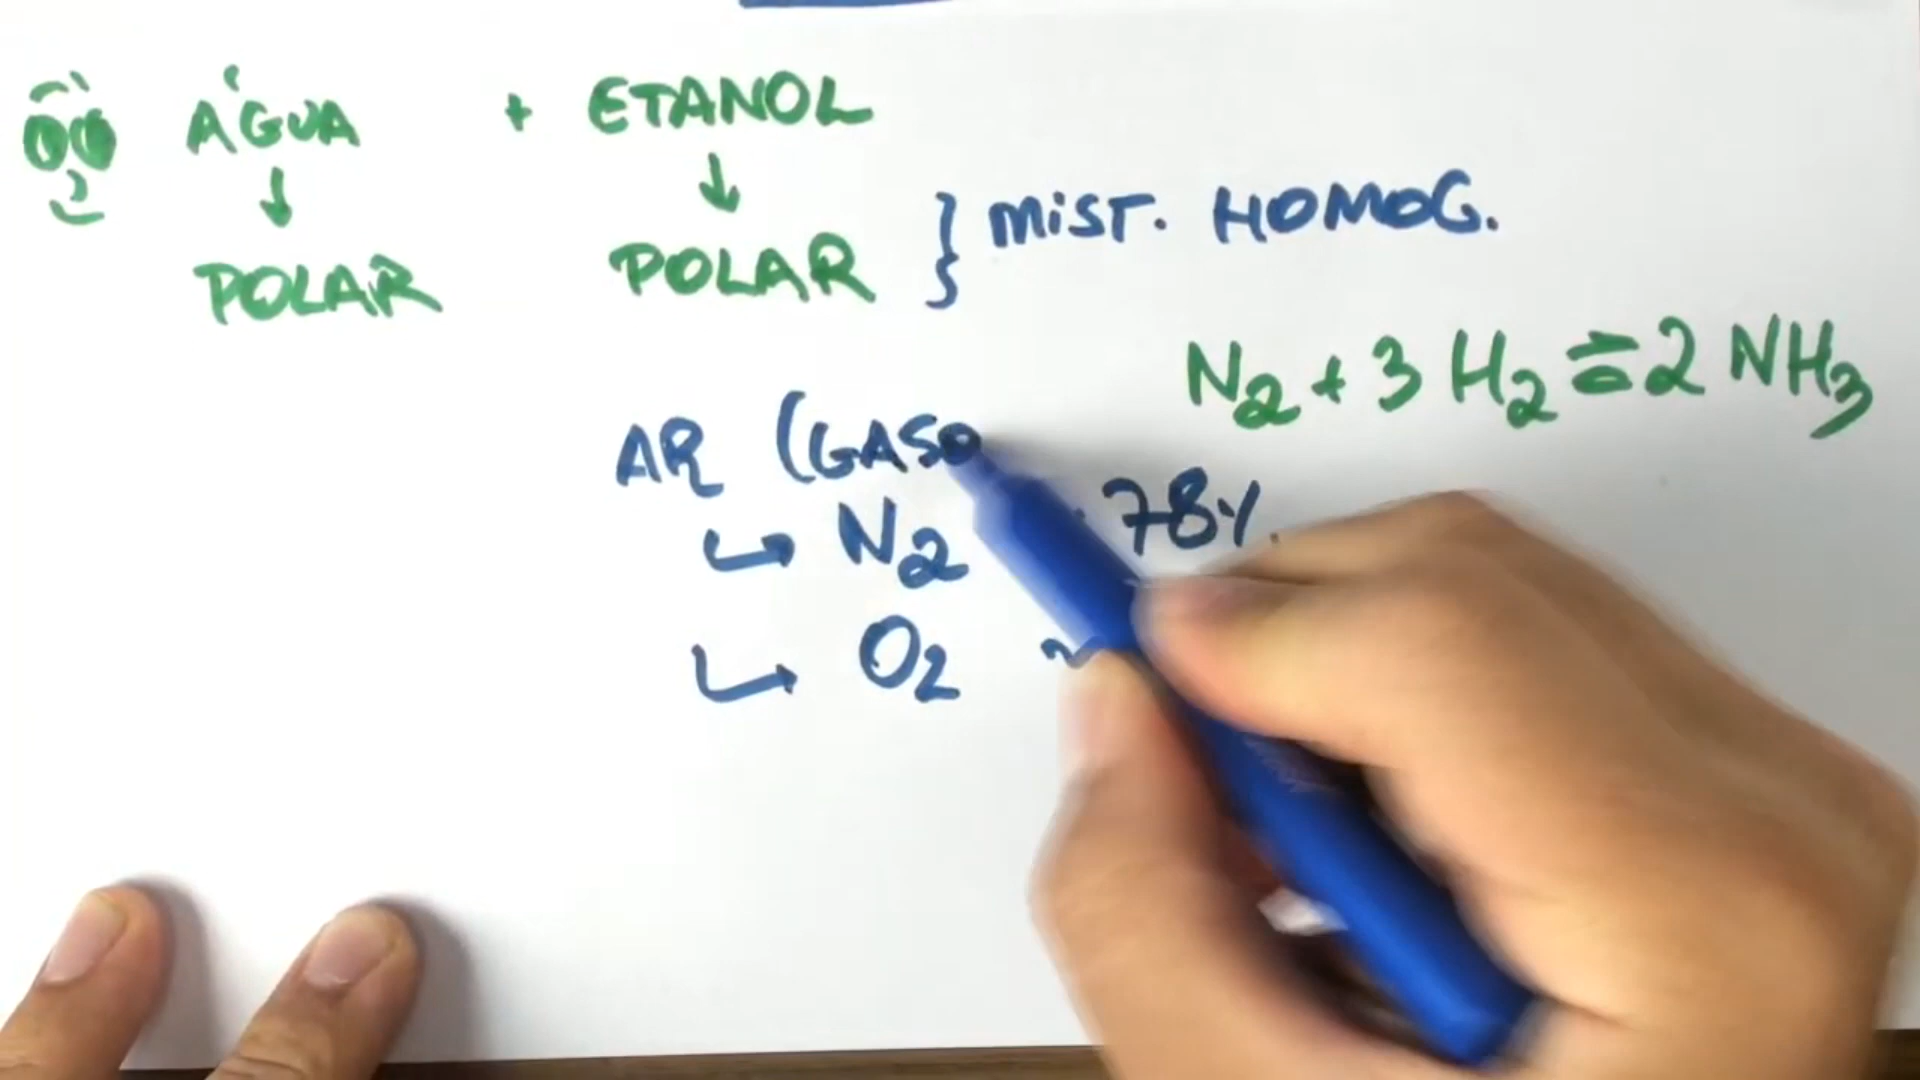 ÁGUA + ETANOL
POLAR POLAR } MIST. HOMOG.
N2 + 3 H2 ⇌ 2 NH3
AR (GASO
↳ N2 78%
↳ O2 ~